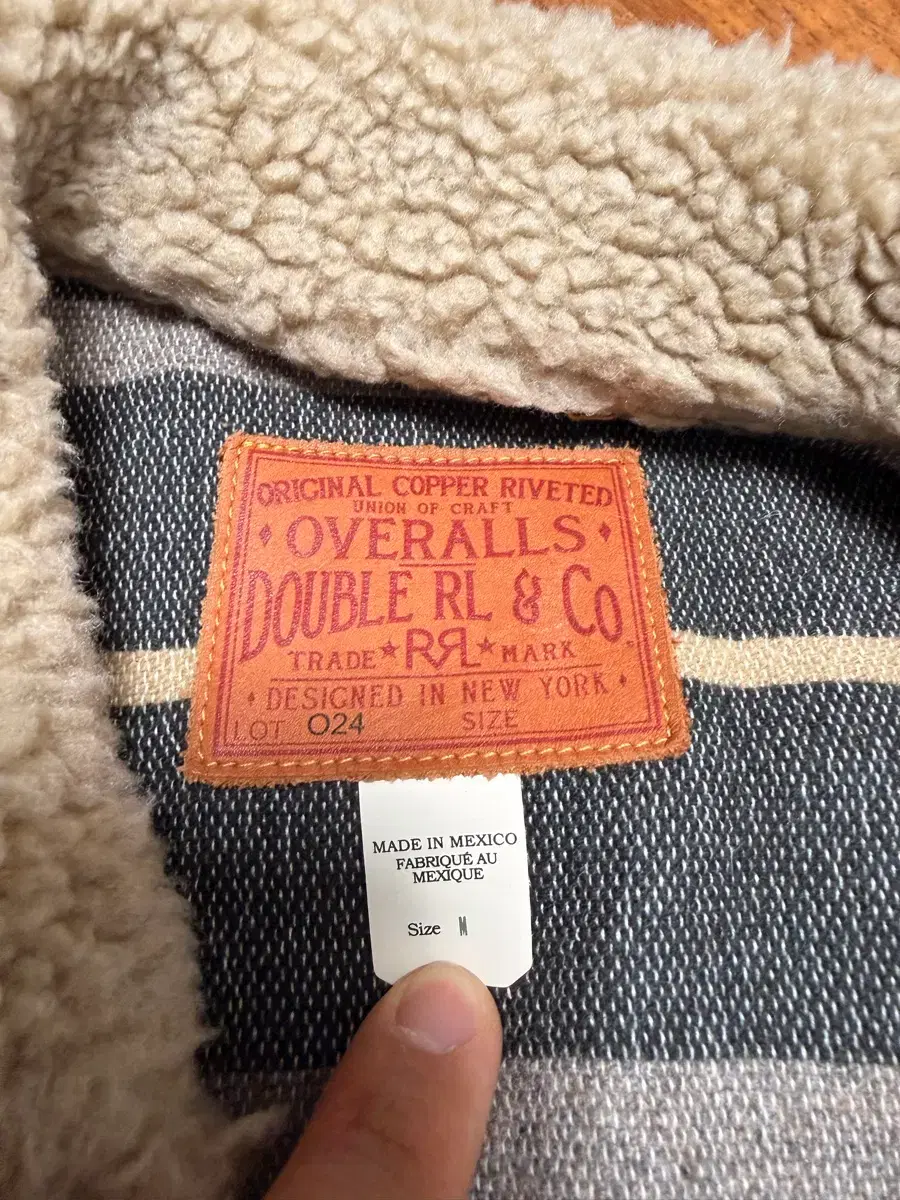 ORIGINAL COPPER RIVETED
UNION OF CRAFT
OVERALLS
DOUBLE RL & Co.
TRADE ★ RRL ★ MARK
DESIGNED IN NEW YORK
LOT 024 SIZE
MADE IN MEXICO
FABRIQUÉ AU
MEXIQUE
Size M